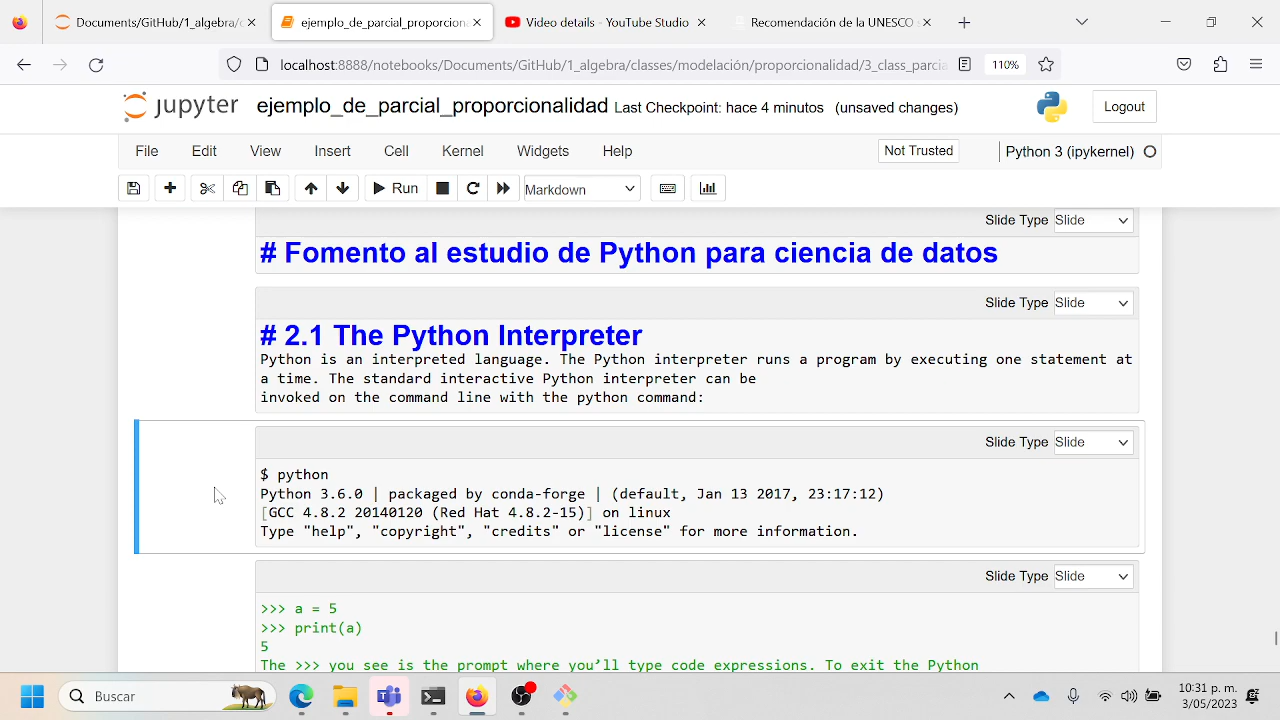 Documents/GitHub/1_algebra/c
ejemplo_de_parcial_proporcion
Video details - YouTube Studio
Recomendación de la UNESCO
localhost:8888/notebooks/Documents/GitHub/1_algebra/classes/modelación/proporcionalidad/3_class_parcia
110%
jupyter ejemplo_de_parcial_proporcionalidad Last Checkpoint: hace 4 minutos (unsaved changes)
Logout
File Edit View Insert Cell Kernel Widgets Help
Not Trusted
Python 3 (ipykernel)
Run
Markdown
Slide Type Slide
# Fomento al estudio de Python para ciencia de datos
Slide Type Slide
# 2.1 The Python Interpreter
Python is an interpreted language. The Python interpreter runs a program by executing one statement at
a time. The standard interactive Python interpreter can be
invoked on the command line with the python command:
Slide Type Slide
$ python
Python 3.6.0 | packaged by conda-forge | (default, Jan 13 2017, 23:17:12)
[GCC 4.8.2 20140120 (Red Hat 4.8.2-15)] on linux
Type "help", "copyright", "credits" or "license" for more information.
Slide Type Slide
>>> a = 5
>>> print(a)
5
The >>> you see is the prompt where you’ll type code expressions. To exit the Python
Buscar
10:31 p. m.
3/05/2023